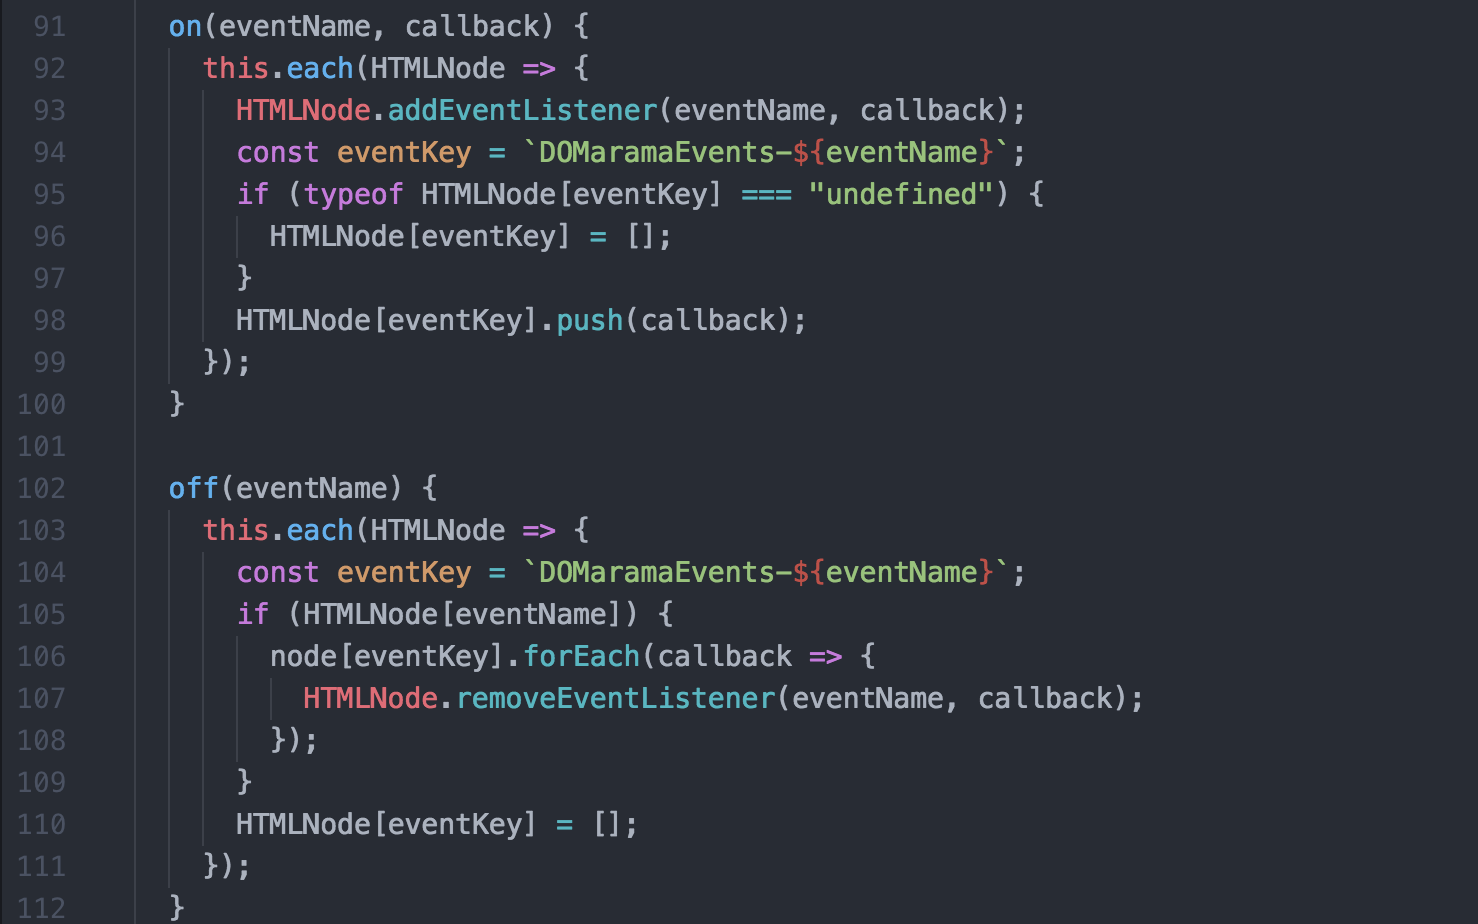 91 on(eventName, callback) {
92 this.each(HTMLNode => {
93 HTMLNode.addEventListener(eventName, callback);
94 const eventKey = `DOMaramaEvents-${eventName}`;
95 if (typeof HTMLNode[eventKey] === "undefined") {
96 HTMLNode[eventKey] = [];
97 }
98 HTMLNode[eventKey].push(callback);
99 });
100 }
101
102 off(eventName) {
103 this.each(HTMLNode => {
104 const eventKey = `DOMaramaEvents-${eventName}`;
105 if (HTMLNode[eventName]) {
106 node[eventKey].forEach(callback => {
107 HTMLNode.removeEventListener(eventName, callback);
108 });
109 }
110 HTMLNode[eventKey] = [];
111 });
112 }